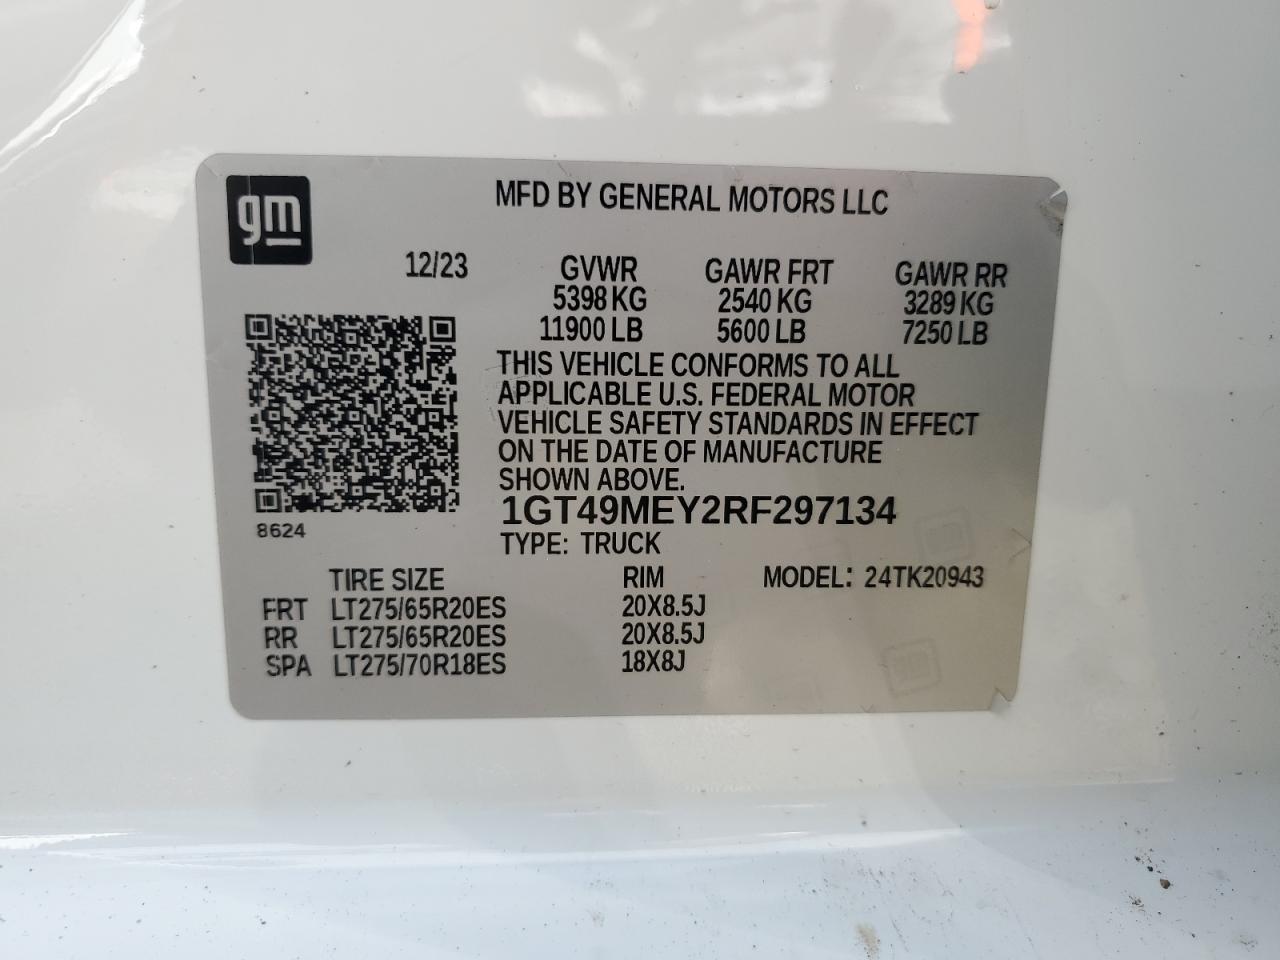 gm
MFD BY GENERAL MOTORS LLC
12/23 GVWR GAWR FRT GAWR RR
5398 KG 2540 KG 3289 KG
11900 LB 5600 LB 7250 LB
THIS VEHICLE CONFORMS TO ALL
APPLICABLE U.S. FEDERAL MOTOR
VEHICLE SAFETY STANDARDS IN EFFECT
ON THE DATE OF MANUFACTURE
SHOWN ABOVE.
1GT49MEY2RF297134
8624
TYPE: TRUCK
TIRE SIZE RIM MODEL: 24TK20943
FRT LT275/65R20ES 20X8.5J
RR LT275/65R20ES 20X8.5J
SPA LT275/70R18ES 18X8J